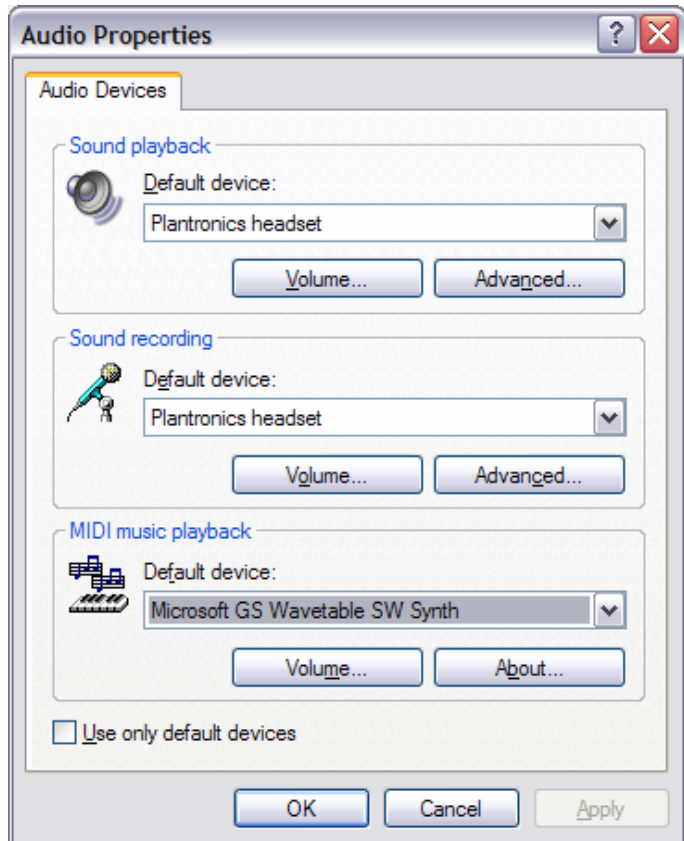 Audio Properties
?
Audio Devices
Sound playback
Default device:
Plantronics headset
Volume... Advanced...
Sound recording
Default device:
Plantronics headset
Volume... Advanced...
MIDI music playback
Default device:
Microsoft GS Wavetable SW Synth
Volume... About...
Use only default devices
OK Cancel Apply